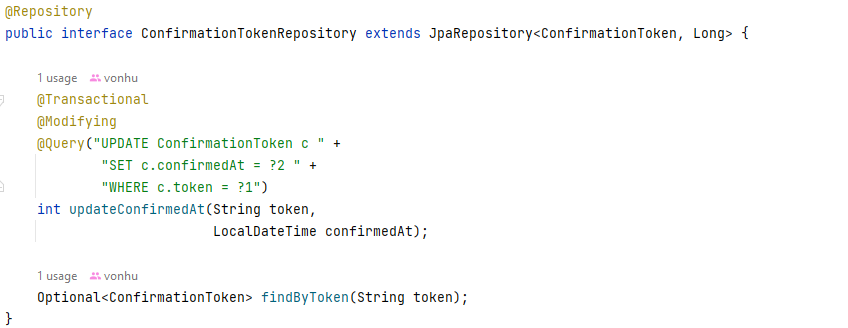 @Repository
public interface ConfirmationTokenRepository extends JpaRepository<ConfirmationToken, Long> {
1 usage vonhu
@Transactional
@Modifying
@Query("UPDATE ConfirmationToken c " +
"SET c.confirmedAt = ?2 " +
"WHERE c.token = ?1")
int updateConfirmedAt(String token,
LocalDateTime confirmedAt);
1 usage vonhu
Optional<ConfirmationToken> findByToken(String token);
}